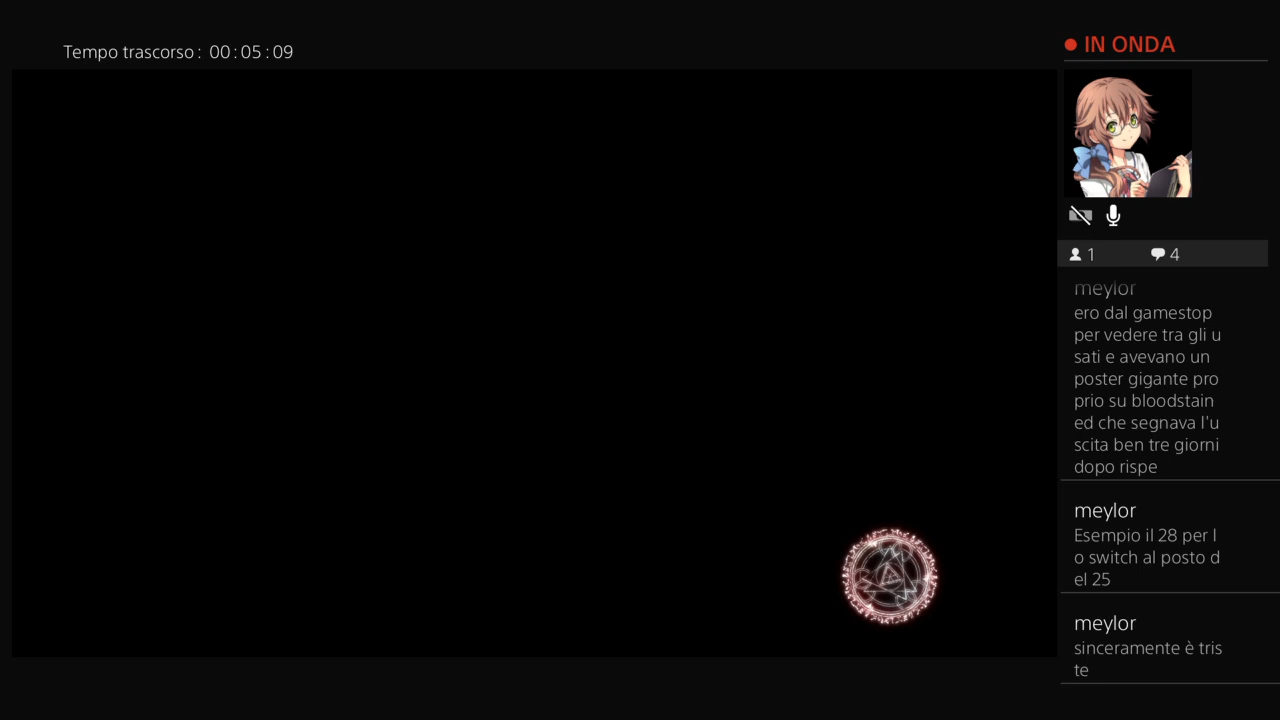 Tempo trascorso: 00:05:09
IN ONDA
1 4
meylor
ero dal gamestop
per vedere tra gli u
sati e avevano un
poster gigante pro
prio su bloodstain
ed che segnava l'u
scita ben tre giorni
dopo rispe
meylor
Esempio il 28 per l
o switch al posto d
el 25
meylor
sinceramente è tris
te